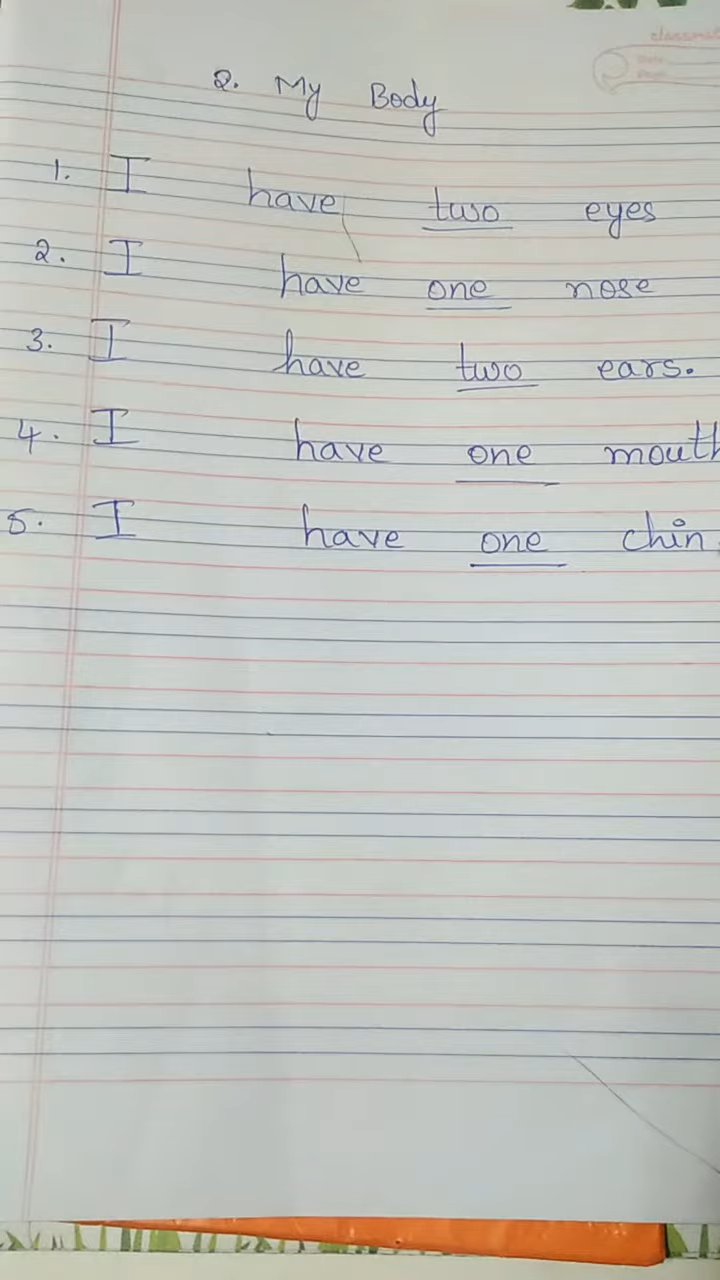 classmate
2. My Body
1. I have two eyes
2. I have one nose
3. I have two ears.
4. I have one mouth
5. I have one chin.